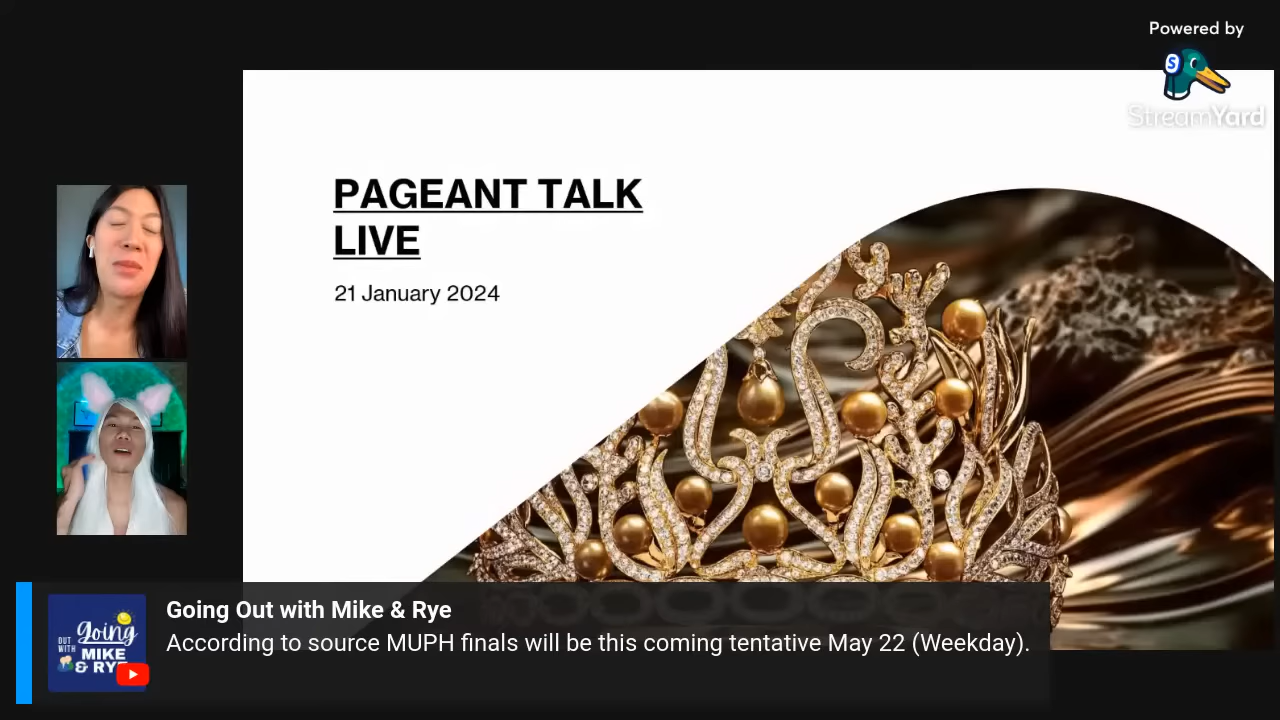 Powered by
S
StreamYard
PAGEANT TALK
LIVE
21 January 2024
Going Out with Mike & Rye
According to source MUPH finals will be this coming tentative May 22 (Weekday).
Going
OUT
WITH
MIKE
& RYE